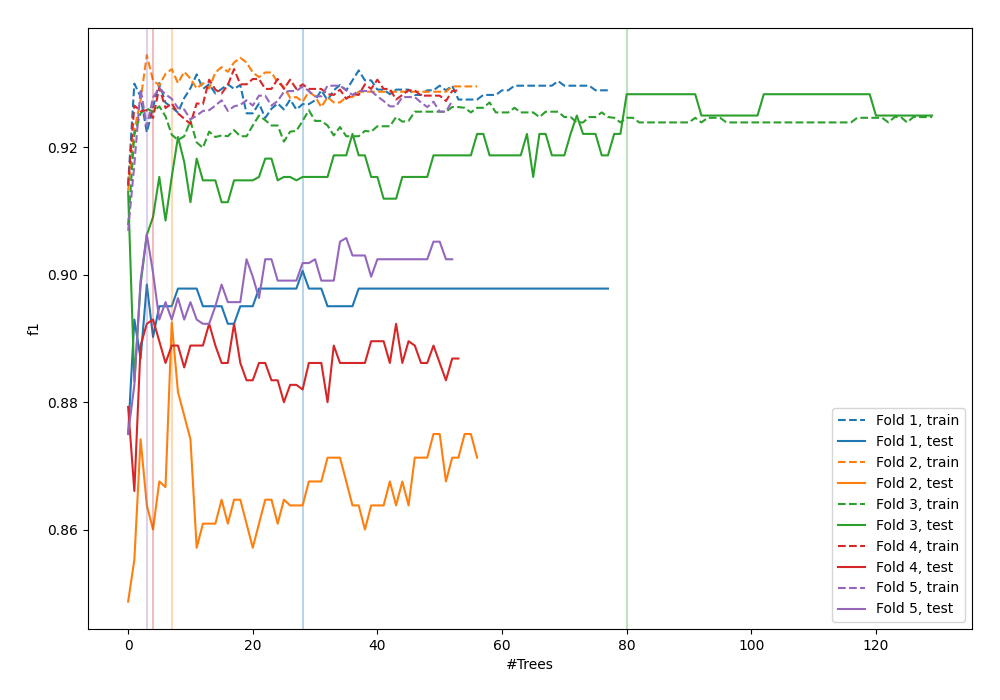 0.92
0.90
0.88
0.86
f1
0
20
40
60
80
100
120
#Trees
Fold 1, train
Fold 1, test
Fold 2, train
Fold 2, test
Fold 3, train
Fold 3, test
Fold 4, train
Fold 4, test
Fold 5, train
Fold 5, test